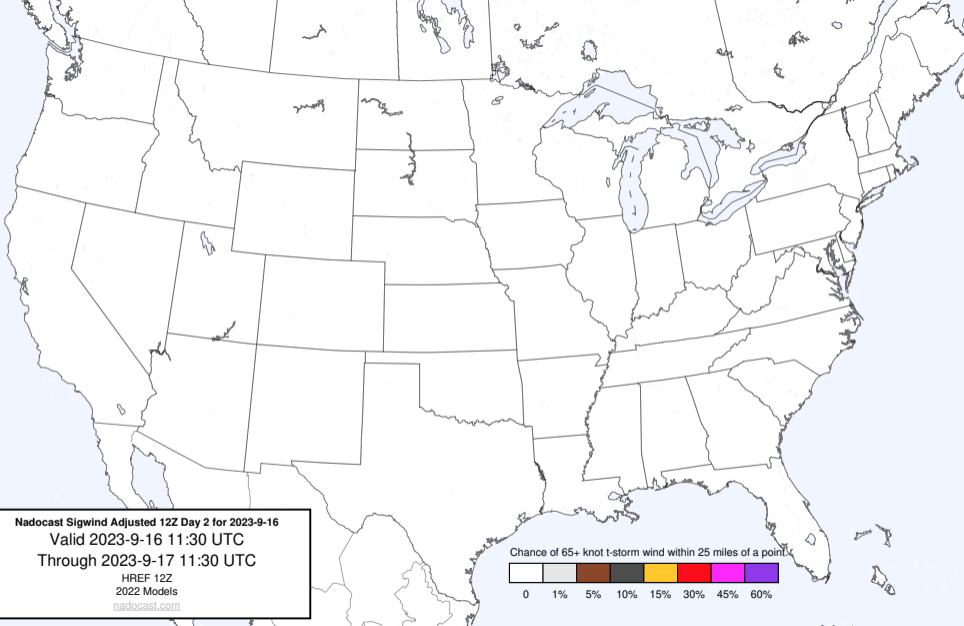 Nadocast Sigwind Adjusted 12Z Day 2 for 2023-9-16
Valid 2023-9-16 11:30 UTC
Through 2023-9-17 11:30 UTC
HREF 12Z
2022 Models
nadocast.com
Chance of 65+ knot t-storm wind within 25 miles of a point.
0 1% 5% 10% 15% 30% 45% 60%